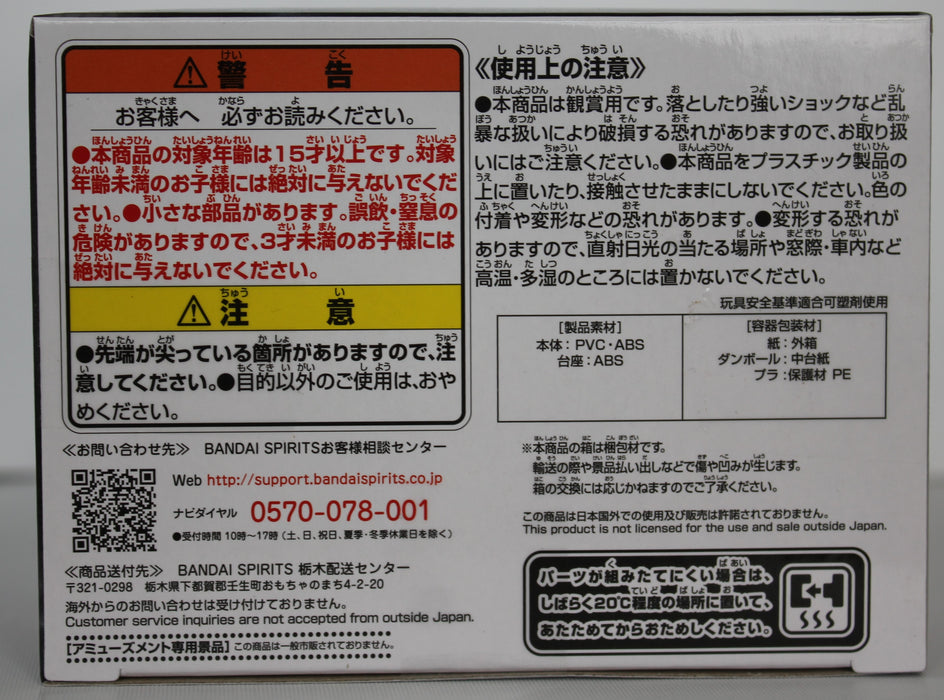 ⚠警告
お客様へ 必ずお読みください。
●本商品の対象年齢は15才以上です。対象
年齢未満のお子様には絶対に与えないでくだ
さい。●小さな部品があります。誤飲・窒息の
危険がありますので、3才未満のお子様には
絶対に与えないでください。
⚠注意
●先端が尖っている箇所がありますので、注
意してください。●目的以外のご使用は、おや
めください。
≪お問い合わせ先≫ BANDAI SPIRITSお客様相談センター
Web http://support.bandaispirits.co.jp
ナビダイヤル 0570-078-001
●受付時間 10時～17時(土、日、祝日、夏季・冬季休業日を除く)
≪商品送付先≫ BANDAI SPIRITS 栃木配送センター
〒321-0298 栃木県下都賀郡壬生町おもちゃのまち4-2-20
海外からのお問い合わせは受け付けておりません。
Customer service inquiries are not accepted from outside Japan.
[アミューズメント専用景品] この商品は一般市販されておりません。
《使用上の注意》
●本商品は観賞用です。落としたり強いショックなど乱
暴な扱いにより破損する恐れがありますので、お取り扱
いにはご注意ください。●本商品をプラスチック製品の
上に置いたり、接触させたままにしないでください。色の
付着や変形などの恐れがあります。●変形する恐れが
ありますので、直射日光の当たる場所や窓際・車内など
高温・多湿のところには置かないでください。
玩具安全基準適合可塑剤使用
[製品素材]
本体：PVC・ABS
台座：ABS
[容器包装材]
紙：外箱
ダンボール：中台紙
プラ：保護材 PE
※本商品の箱は梱包材です。
輸送の際や景品払い出しなどで傷や凹みが生じます。
箱の交換には応じかねますのでご了承ください。
この商品は日本国外での使用及び販売は許諾されておりません。
This product is not licensed for the use and sale outside Japan.
パーツが組みたてにくい場合は、
しばらく20℃程度の場所に置いて、
あたためてからおためしください。